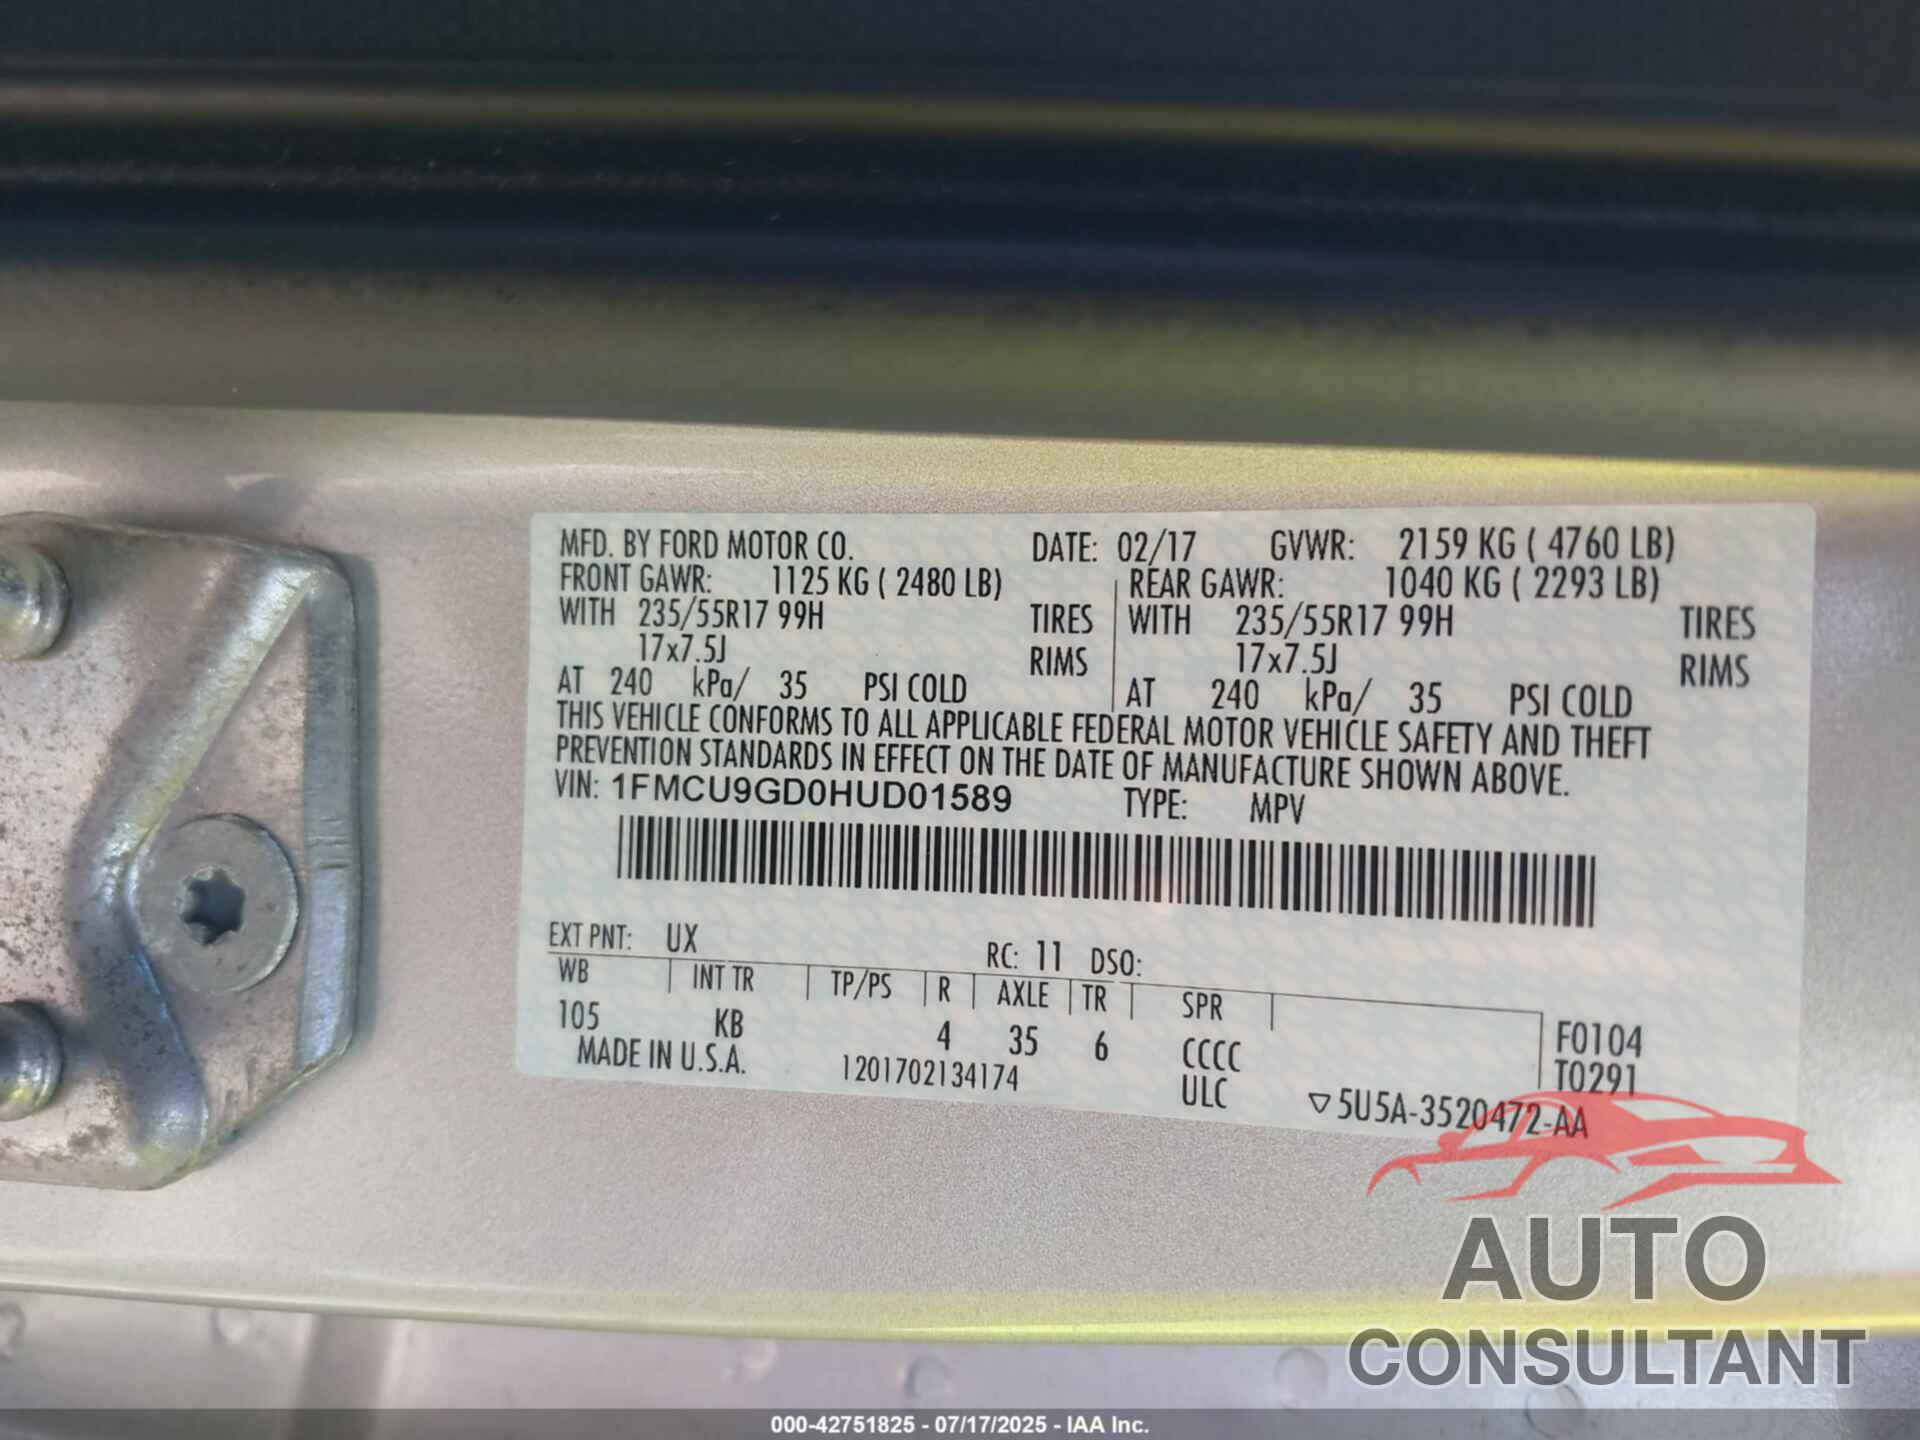 MFD. BY FORD MOTOR CO. DATE: 02/17 GVWR: 2159 KG ( 4760 LB)
FRONT GAWR: 1125 KG ( 2480 LB) REAR GAWR: 1040 KG ( 2293 LB)
WITH 235/55R17 99H TIRES WITH 235/55R17 99H TIRES
17x7.5J RIMS 17x7.5J RIMS
AT 240 kPa/ 35 PSI COLD AT 240 kPa/ 35 PSI COLD
THIS VEHICLE CONFORMS TO ALL APPLICABLE FEDERAL MOTOR VEHICLE SAFETY AND THEFT
PREVENTION STANDARDS IN EFFECT ON THE DATE OF MANUFACTURE SHOWN ABOVE.
VIN: 1FMCU9GD0HUD01589 TYPE: MPV
EXT PNT: UX RC: 11 DSO:
WB INT TR TP/PS R AXLE TR SPR
105 KB 4 35 6 CCCC F0104
MADE IN U.S.A. 1201702134174 ULC T0291
▽5U5A-3520472-AA
AUTO
CONSULTANT
000-42751825 - 07/17/2025 - IAA Inc.